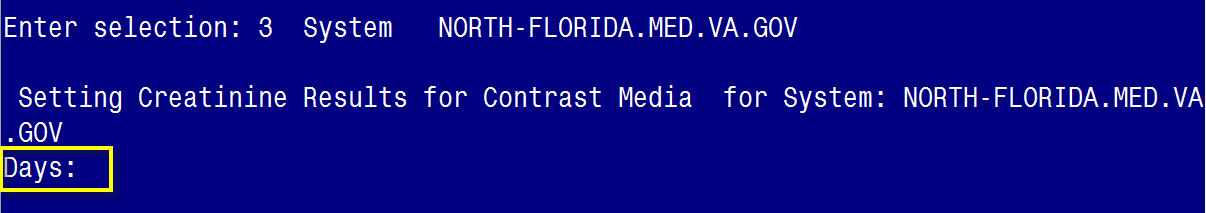 Enter selection: 3  System   NORTH-FLORIDA.MED.VA.GOV
Setting Creatinine Results for Contrast Media  for System: NORTH-FLORIDA.MED.VA
.GOV
Days: